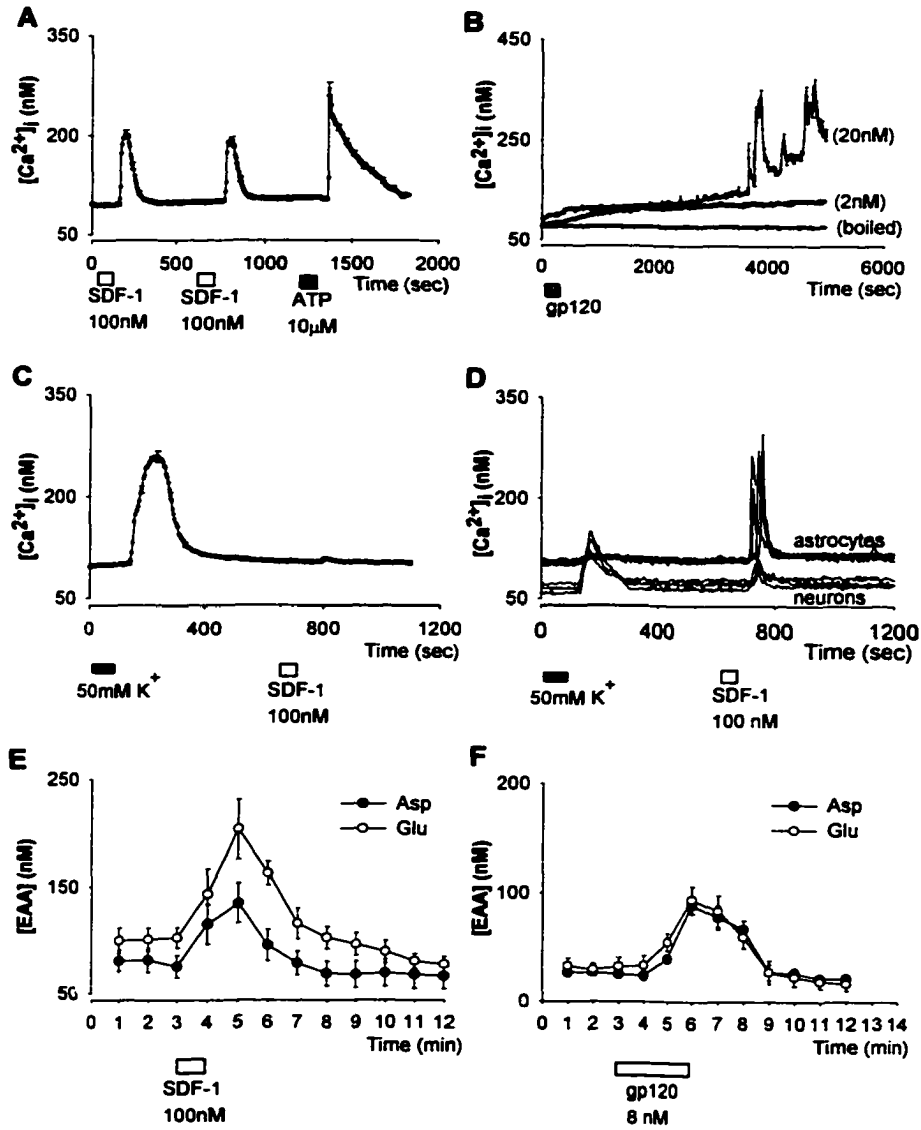 A
350
200
50
[Ca2+]i (nM)
0 500 1000 1500 2000
Time (sec)
SDF-1
100nM
SDF-1
100nM
ATP
10μM
B
450
250
50
[Ca2+]i (nM)
(20nM)
(2nM)
(boiled)
0 2000 4000 6000
Time (sec)
gp120
C
350
200
50
[Ca2+]i (nM)
0 400 800 1200
Time (sec)
50mM K+
SDF-1
100nM
D
350
200
50
[Ca2+]i (nM)
astrocytes
neurons
0 400 800 1200
Time (sec)
50mM K+
SDF-1
100 nM
E
250
150
50
[EAA] (nM)
Asp
Glu
0 1 2 3 4 5 6 7 8 9 10 11 12
Time (min)
SDF-1
100nM
F
200
100
0
[EAA] (nM)
Asp
Glu
0 1 2 3 4 5 6 7 8 9 10 11 12 13 14
Time (min)
gp120
8 nM